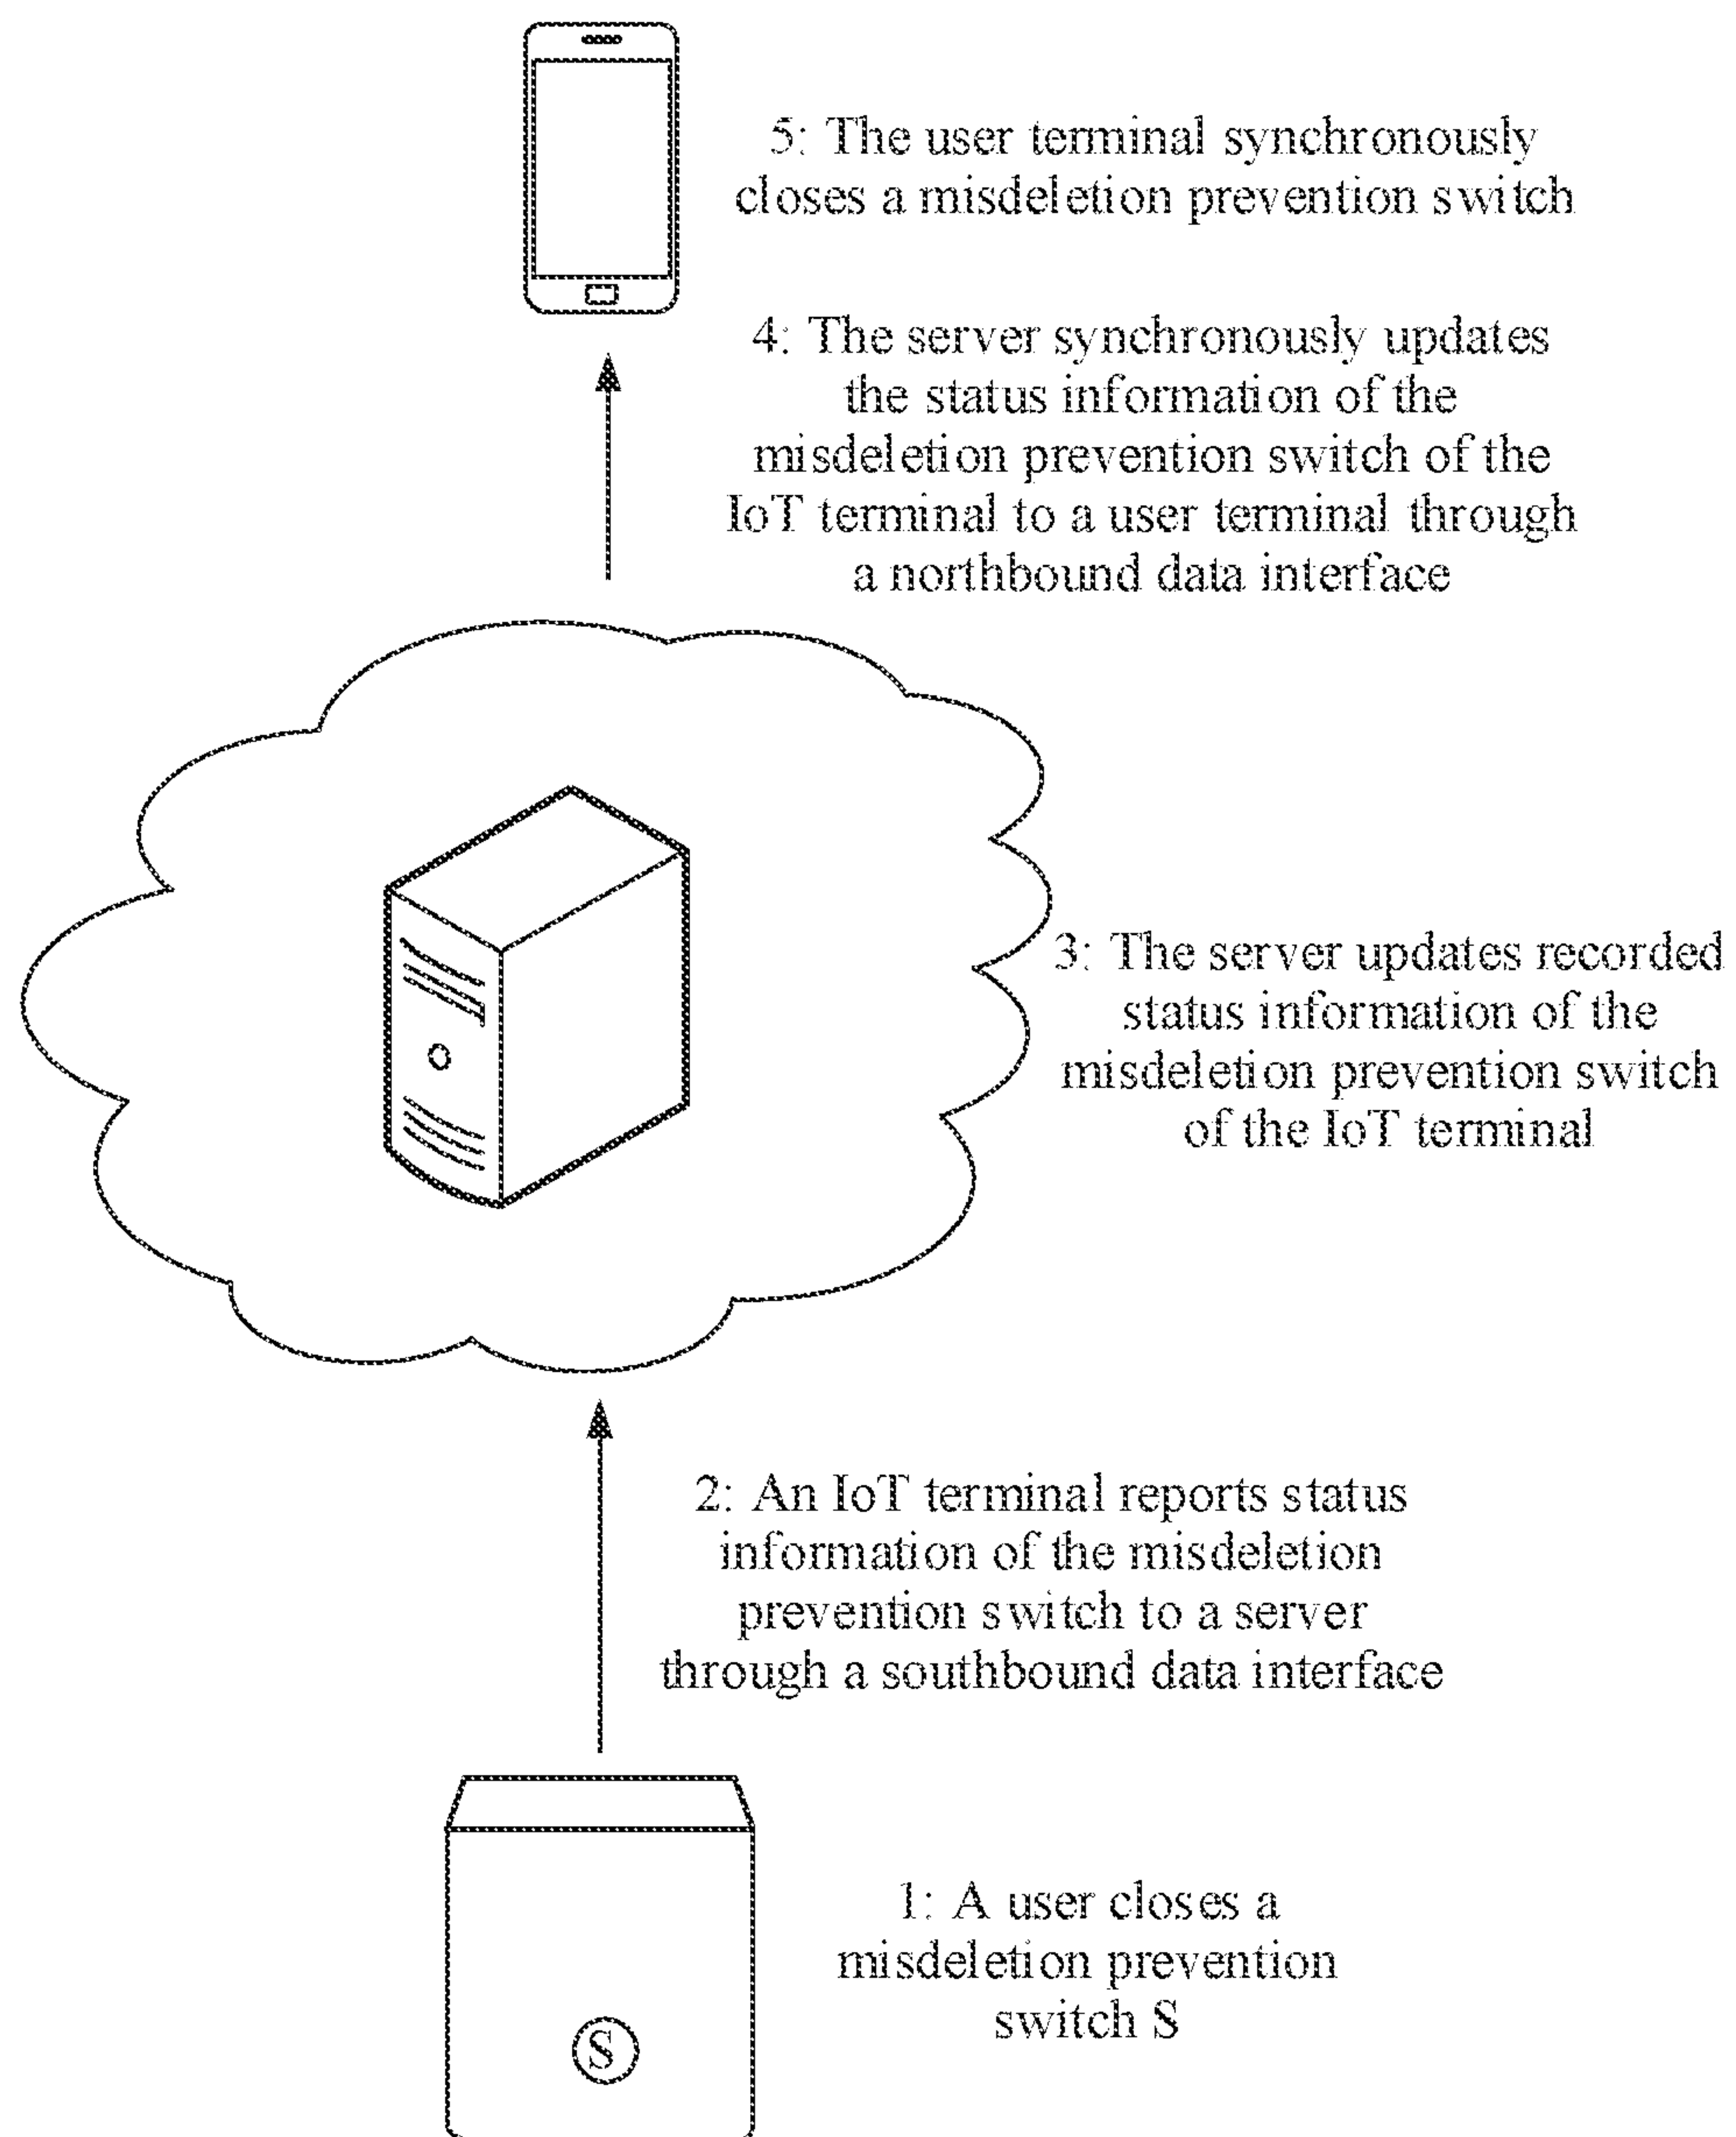 5: The user terminal synchronously
closes a misdeletion prevention switch
4: The server synchronously updates
the status information of the
misdeletion prevention switch of the
IoT terminal to a user terminal through
a northbound data interface
3: The server updates recorded
status information of the
misdeletion prevention switch
of the IoT terminal
2: An IoT terminal reports status
information of the misdeletion
prevention switch to a server
through a southbound data interface
1: A user closes a
misdeletion prevention
switch S
S